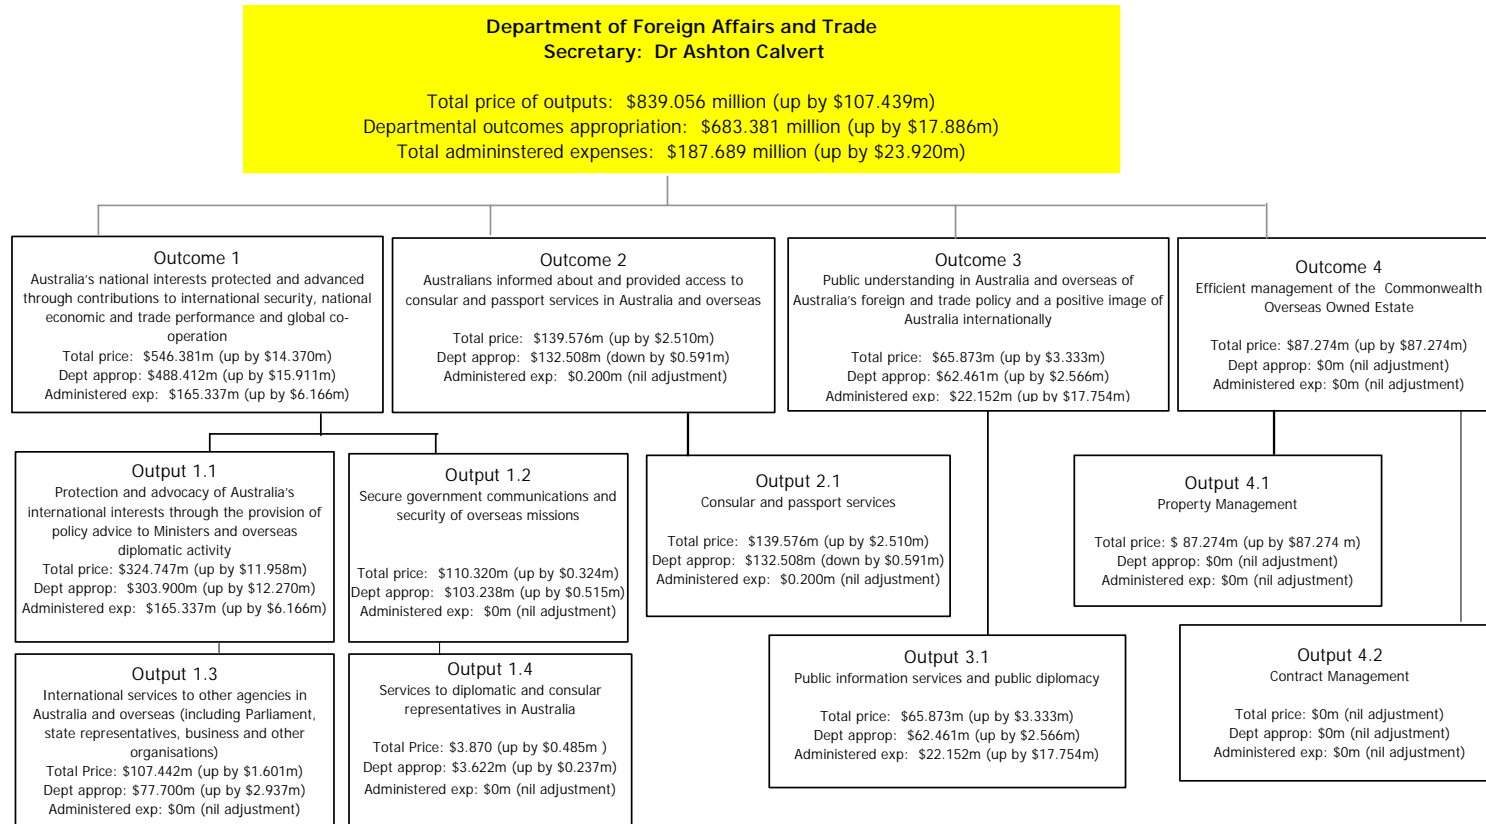 Department of Foreign Affairs and Trade
Secretary: Dr Ashton Calvert
Total price of outputs: $839.056 million (up by $107.439m)
Departmental outcomes appropriation: $683.381 million (up by $17.886m)
Total admininstered expenses: $187.689 million (up by $23.920m)
Outcome 1
Australia's national interests protected and advanced
through contributions to international security, national
economic and trade performance and global co-
operation
Total price: $546.381m (up by $14.370m)
Dept approp: $488.412m (up by $15.911m)
Administered exp: $165.337m (up by $6.166m)
Outcome 2
Australians informed about and provided access to
consular and passport services in Australia and overseas
Total price: $139.576m (up by $2.510m)
Dept approp: $132.508m (down by $0.591m)
Administered exp: $0.200m (nil adjustment)
Outcome 3
Public understanding in Australia and overseas of
Australia's foreign and trade policy and a positive image of
Australia internationally
Total price: $65.873m (up by $3.333m)
Dept approp: $62.461m (up by $2.566m)
Administered exp: $22.152m (up by $17.754m)
Outcome 4
Efficient management of the Commonwealth
Overseas Owned Estate
Total price: $87.274m (up by $87.274m)
Dept approp: $0m (nil adjustment)
Administered exp: $0m (nil adjustment)
Output 1.1
Protection and advocacy of Australia's
international interests through the provision of
policy advice to Ministers and overseas
diplomatic activity
Total price: $324.747m (up by $11.958m)
Dept approp: $303.900m (up by $12.270m)
Administered exp: $165.337m (up by $6.166m)
Output 1.2
Secure government communications and
security of overseas missions
Total price: $110.320m (up by $0.324m)
Dept approp: $103.238m (up by $0.515m)
Administered exp: $0m (nil adjustment)
Output 2.1
Consular and passport services
Total price: $139.576m (up by $2.510m)
Dept approp: $132.508m (down by $0.591m)
Administered exp: $0.200m (nil adjustment)
Output 4.1
Property Management
Total price: $ 87.274m (up by $87.274 m)
Dept approp: $0m (nil adjustment)
Administered exp: $0m (nil adjustment)
Output 1.3
International services to other agencies in
Australia and overseas (including Parliament,
state representatives, business and other
organisations)
Total Price: $107.442m (up by $1.601m)
Dept approp: $77.700m (up by $2.937m)
Administered exp: $0m (nil adjustment)
Output 1.4
Services to diplomatic and consular
representatives in Australia
Total Price: $3.870 (up by $0.485m )
Dept approp: $3.622m (up by $0.237m)
Administered exp: $0m (nil adjustment)
Output 3.1
Public information services and public diplomacy
Total price: $65.873m (up by $3.333m)
Dept approp: $62.461m (up by $2.566m)
Administered exp: $22.152m (up by $17.754m)
Output 4.2
Contract Management
Total price: $0m (nil adjustment)
Dept approp: $0m (nil adjustment)
Administered exp: $0m (nil adjustment)